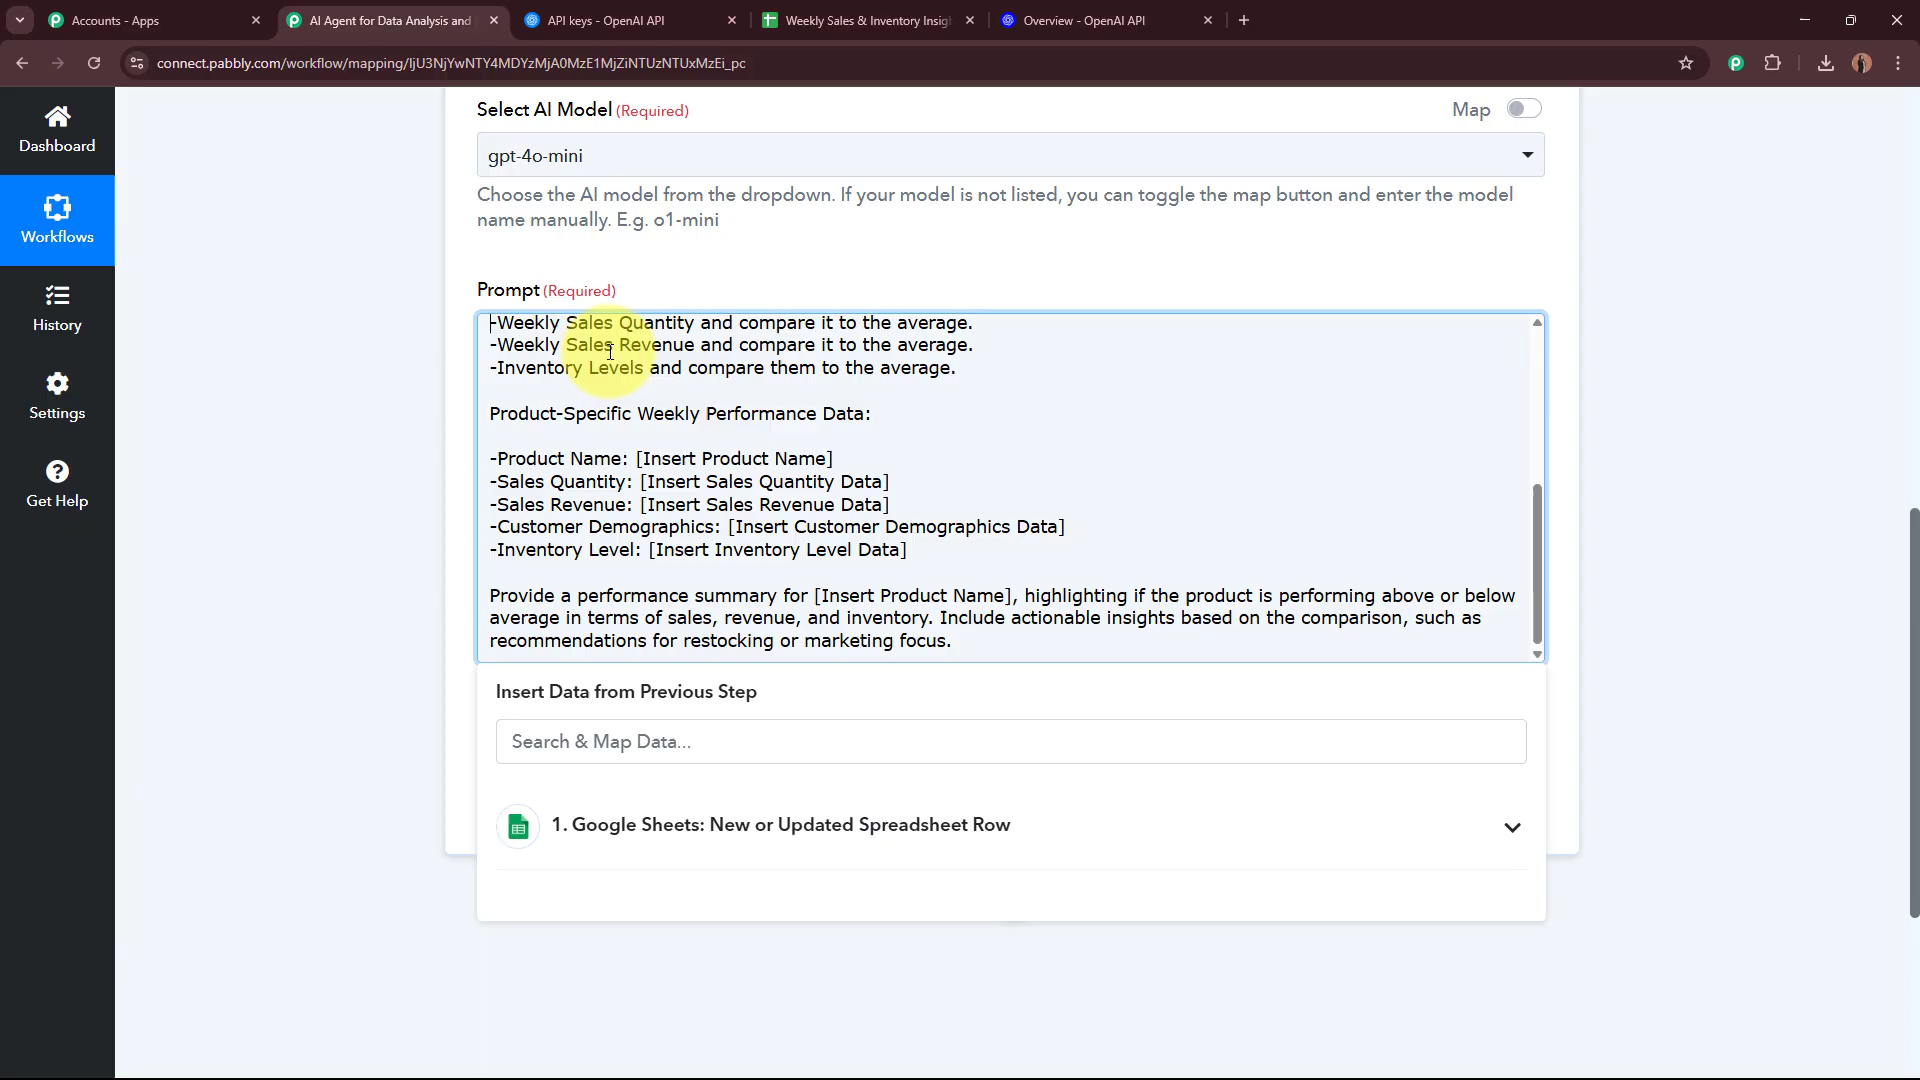 Accounts - Apps
AI Agent for Data Analysis and
API keys - OpenAI API
Weekly Sales & Inventory Insig
Overview - OpenAI API
connect.pabbly.com/workflow/mapping/IjU3NjYwNTY4MDYzMjA0MzE1MjZiNTUzNTUxMzEi_pc
Dashboard
Workflows
History
Settings
Get Help
Select AI Model (Required)
Map
gpt-4o-mini
Choose the AI model from the dropdown. If your model is not listed, you can toggle the map button and enter the model
name manually. E.g. o1-mini
Prompt (Required)
-Weekly Sales Quantity and compare it to the average.
-Weekly Sales Revenue and compare it to the average.
-Inventory Levels and compare them to the average.
Product-Specific Weekly Performance Data:
-Product Name: [Insert Product Name]
-Sales Quantity: [Insert Sales Quantity Data]
-Sales Revenue: [Insert Sales Revenue Data]
-Customer Demographics: [Insert Customer Demographics Data]
-Inventory Level: [Insert Inventory Level Data]
Provide a performance summary for [Insert Product Name], highlighting if the product is performing above or below
average in terms of sales, revenue, and inventory. Include actionable insights based on the comparison, such as
recommendations for restocking or marketing focus.
Insert Data from Previous Step
Search & Map Data...
1. Google Sheets: New or Updated Spreadsheet Row